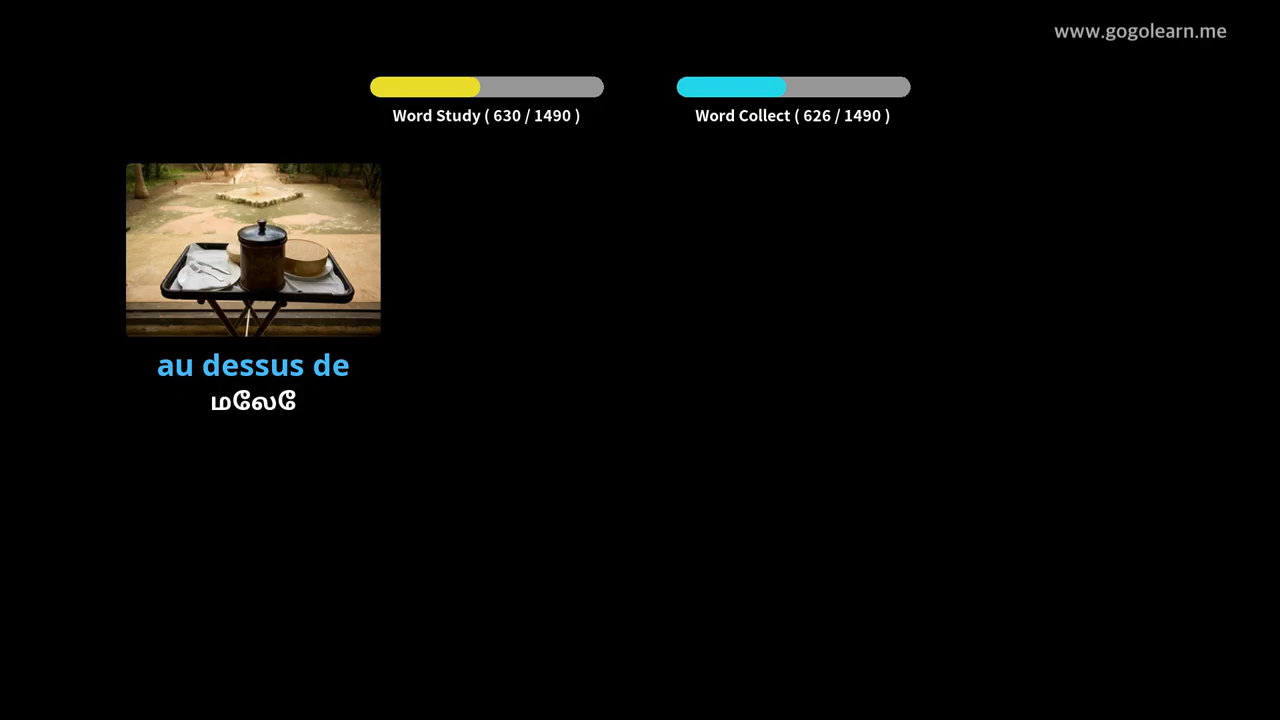 www.gogolearn.me
Word Study ( 630 / 1490 )
Word Collect ( 626 / 1490 )
au dessus de
மலேே